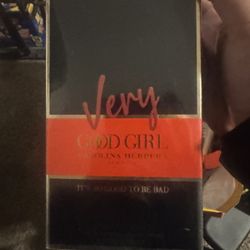 Very
GOOD GIRL
CAROLINA HERRERA
IT'S SO GOOD TO BE BAD